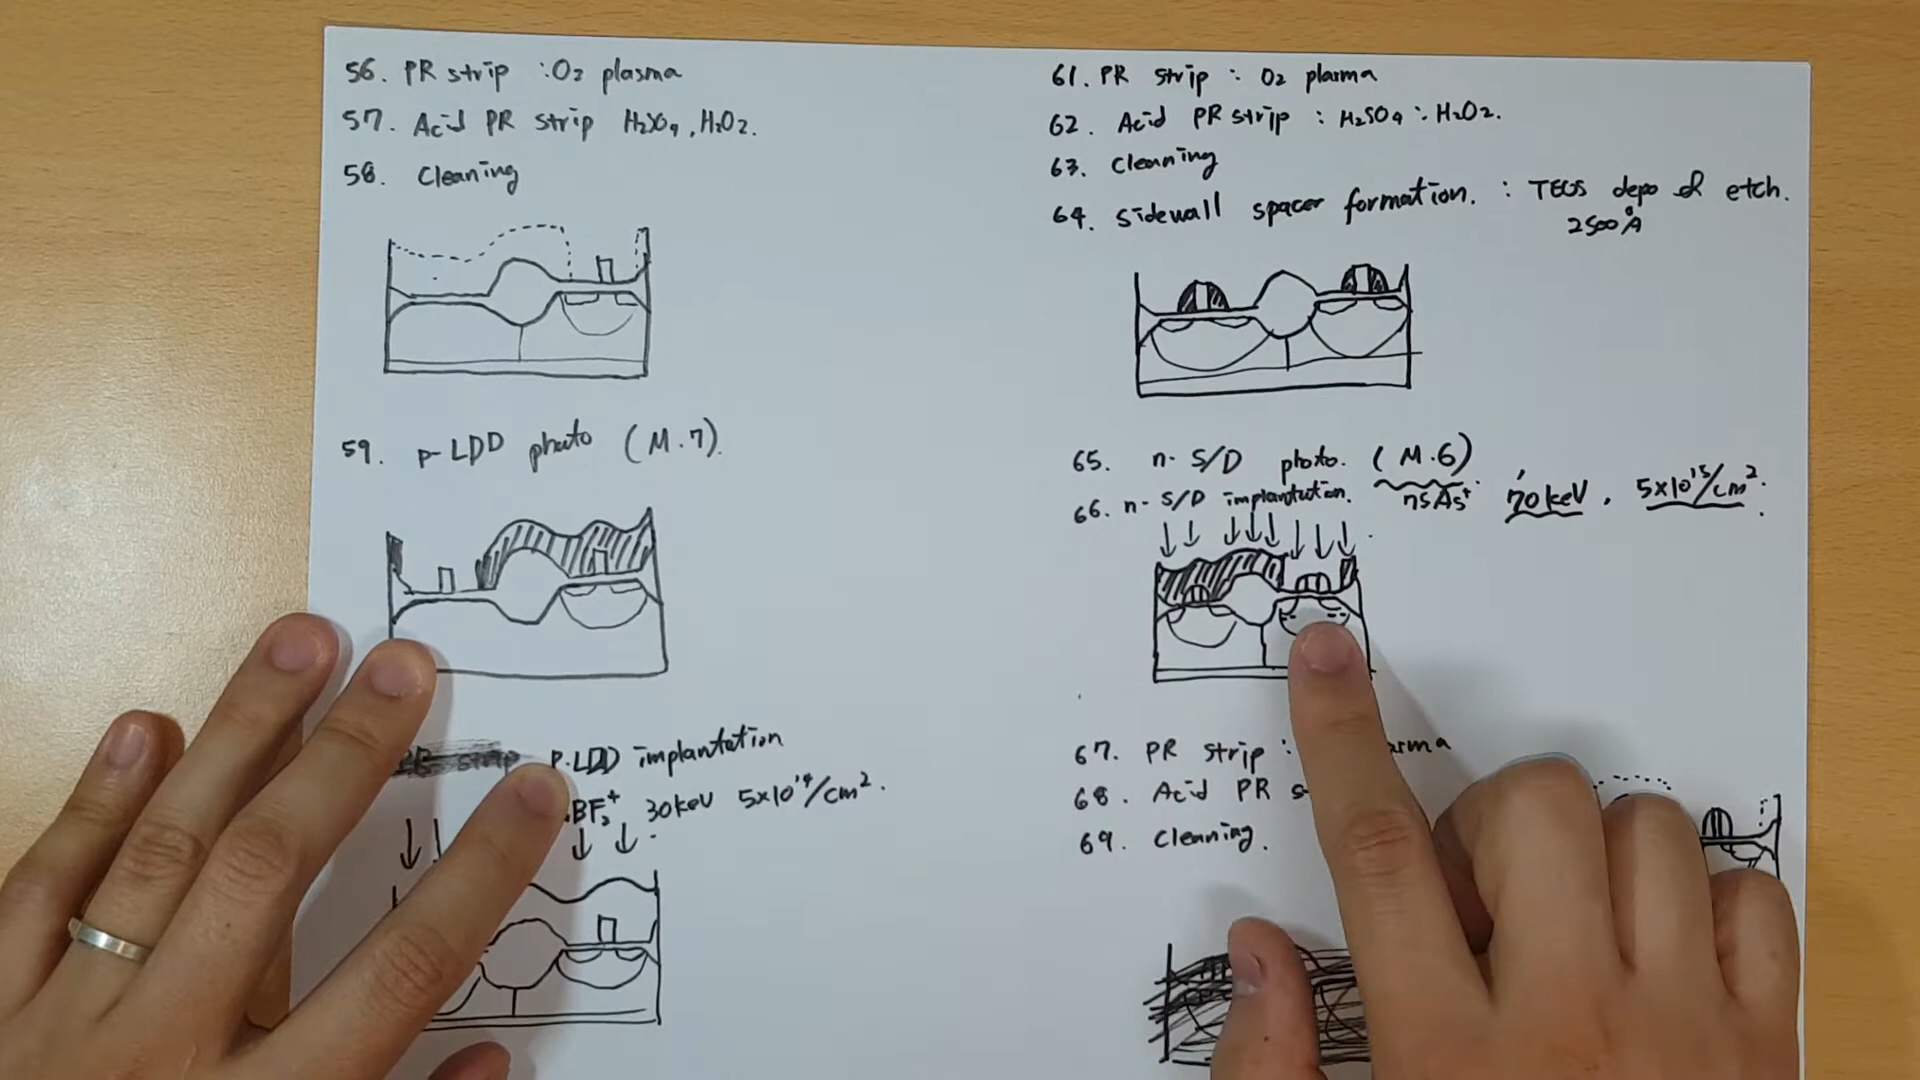 56. PR strip : O2 plasma
57. Acid PR strip H2SO4, H2O2.
58. Cleaning
59. p-LDD photo (M.7).
P-LDD implantation
BF2+ 30keV 5x10^14/cm2.
61. PR strip : O2 plasma
62. Acid PR strip : H2SO4 : H2O2.
63. Cleaning
64. Sidewall spacer formation. : TEOS depo & etch.
2500Å
65. n- S/D photo. (M.6)
66. n- S/D implantation. 75As+ 70keV, 5x10^15/cm2.
67. PR strip :
68. Acid PR
69. Cleaning.